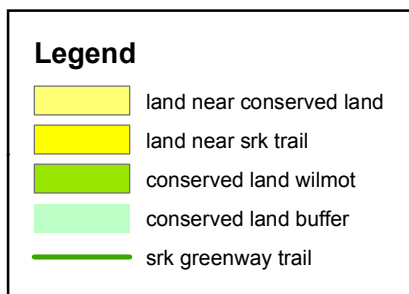 Legend
land near conserved land
land near srk trail
conserved land wilmot
conserved land buffer
srk greenway trail